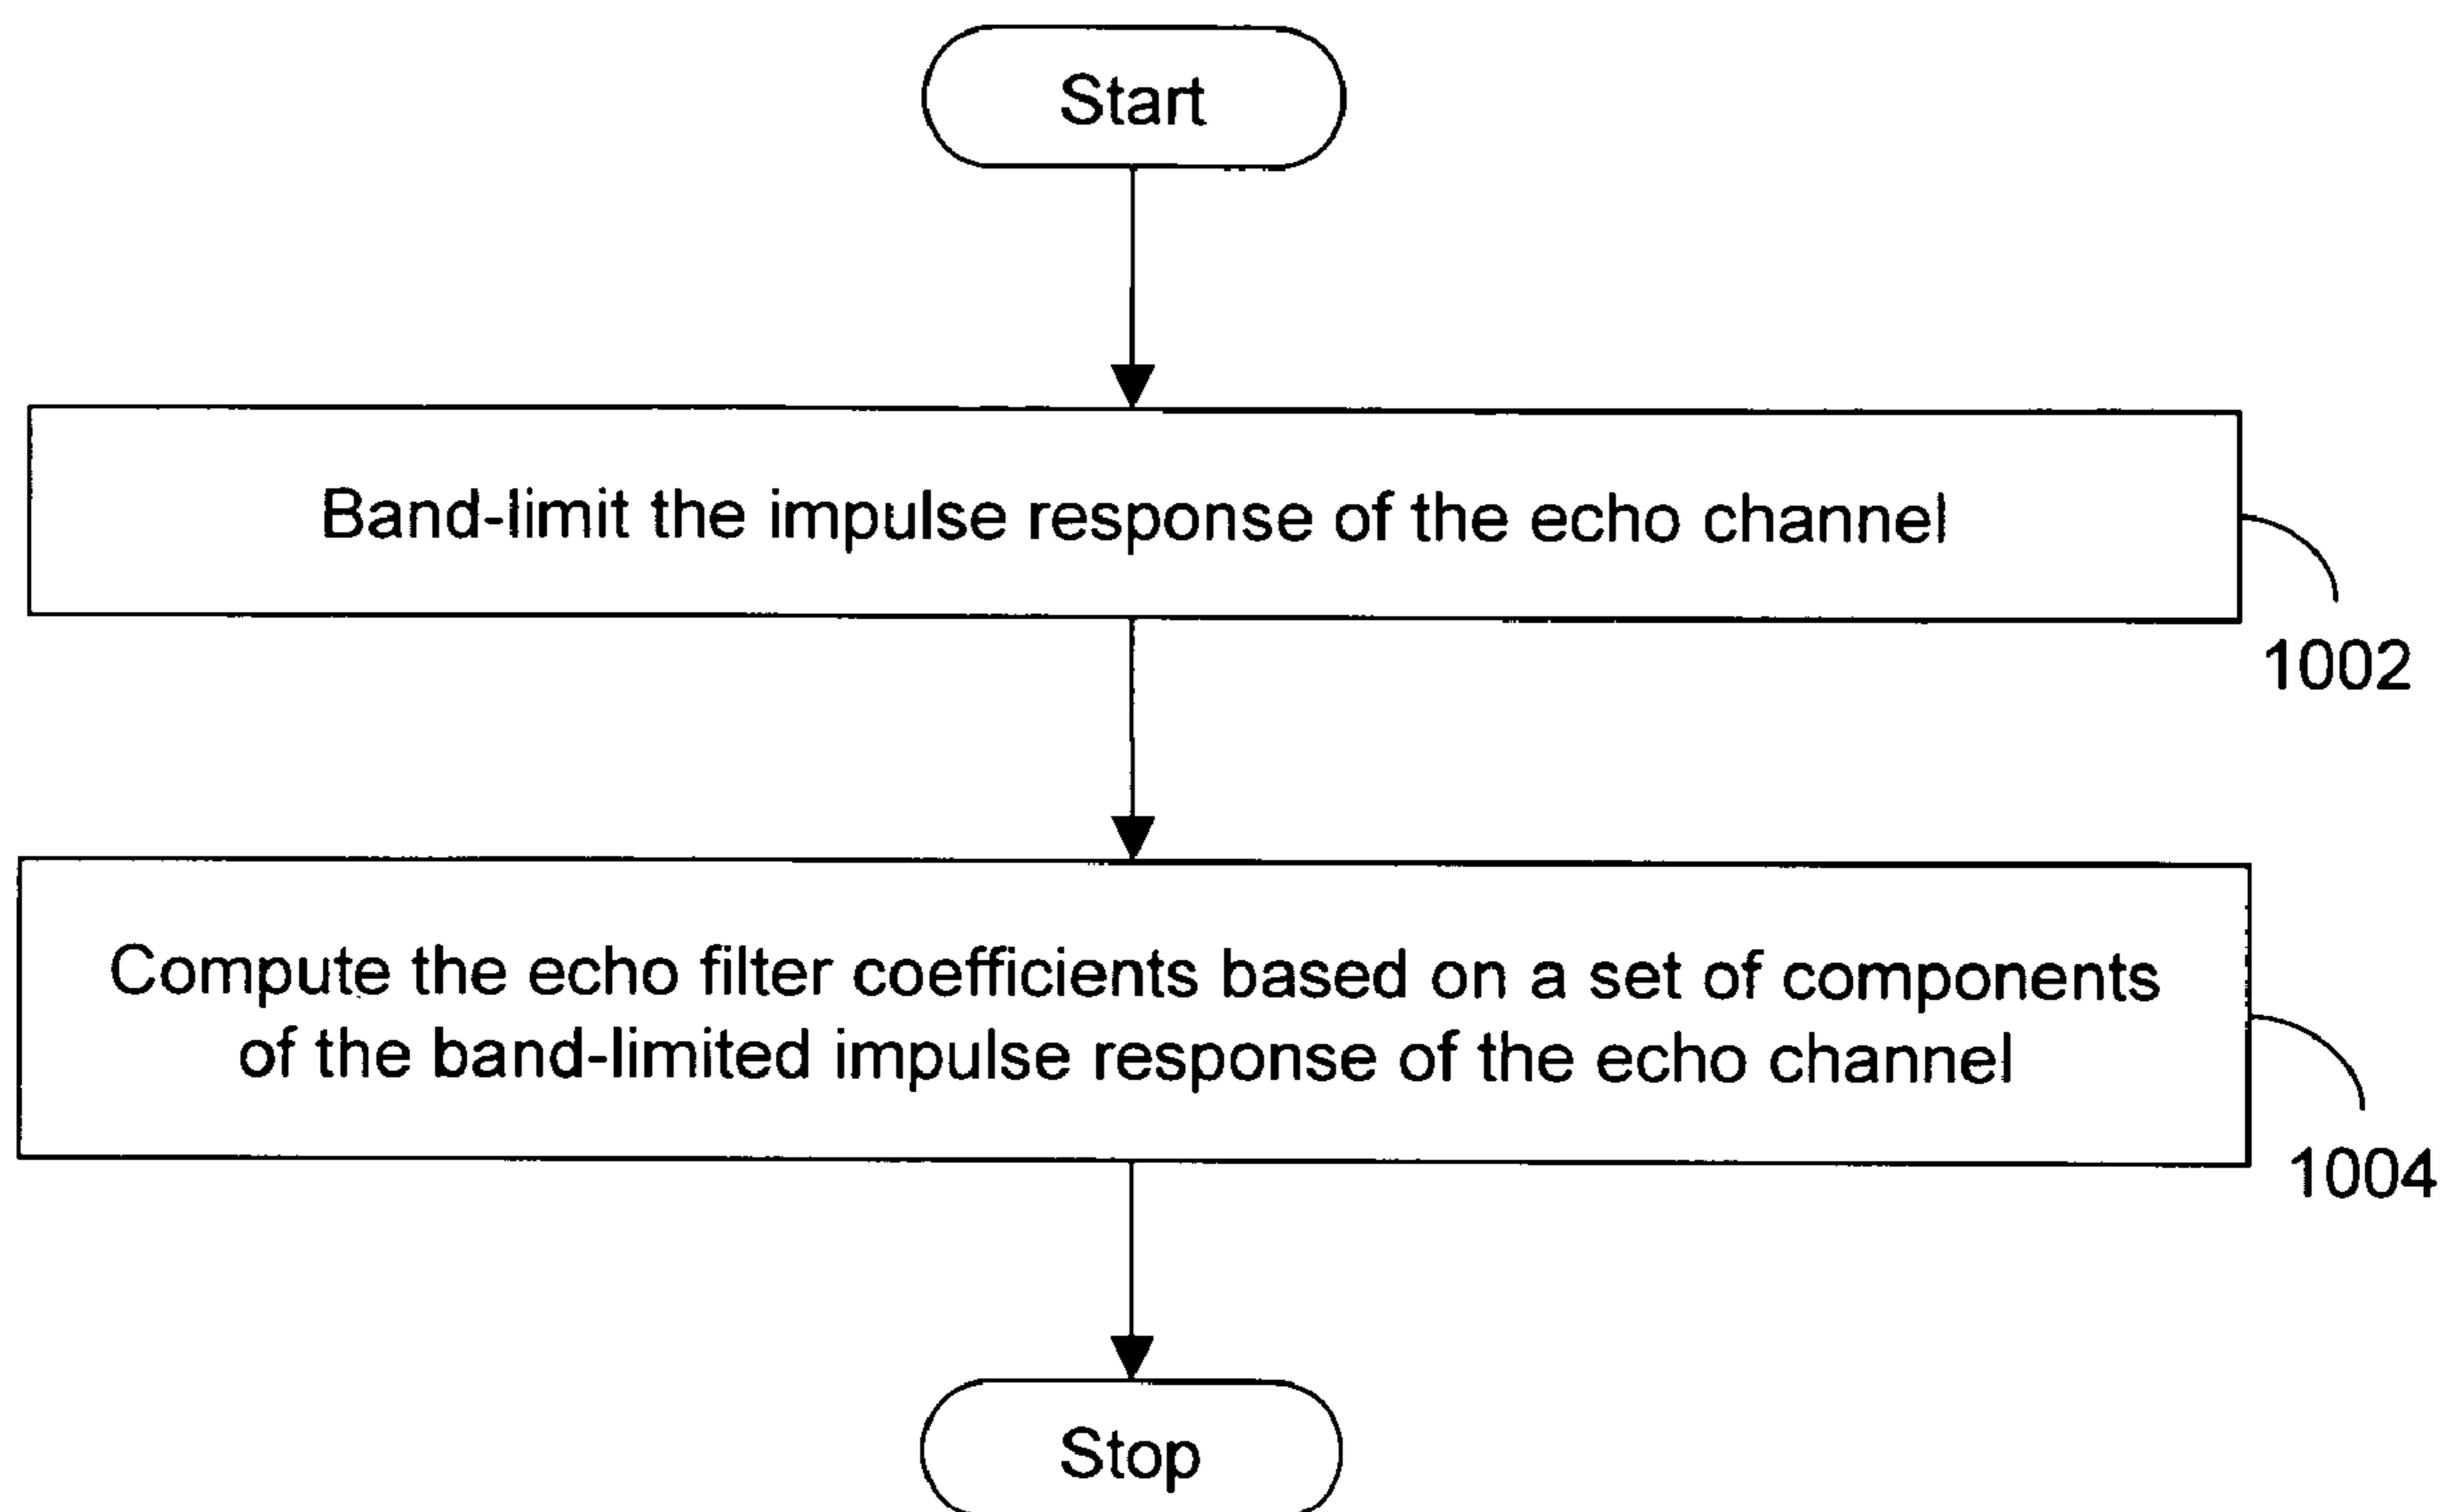 Start
Band-limit the impulse response of the echo channel
1002
Compute the echo filter coefficients based on a set of components
of the band-limited impulse response of the echo channel
1004
Stop